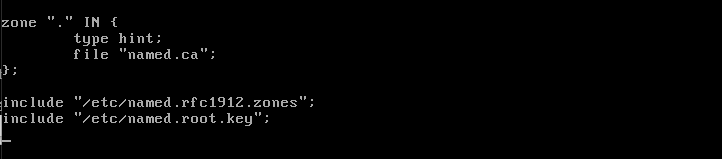 zone "." IN {
        type hint;
        file "named.ca";
};
include "/etc/named.rfc1912.zones";
include "/etc/named.root.key";